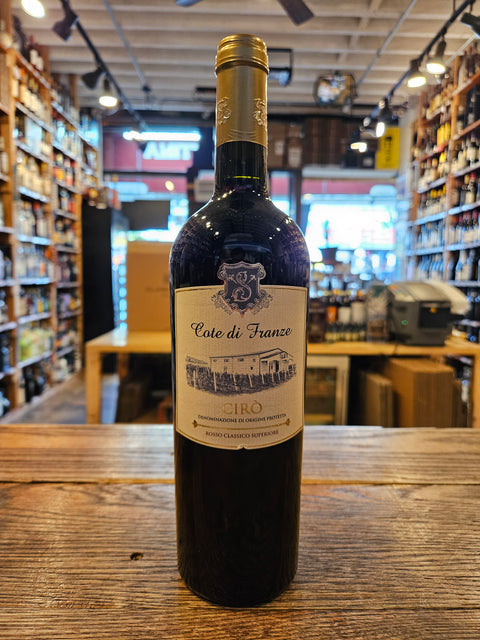 Cote di Franze
CIRÒ
DENOMINAZIONE DI ORIGINE PROTETTA
ROSSO CLASSICO SUPERIORE